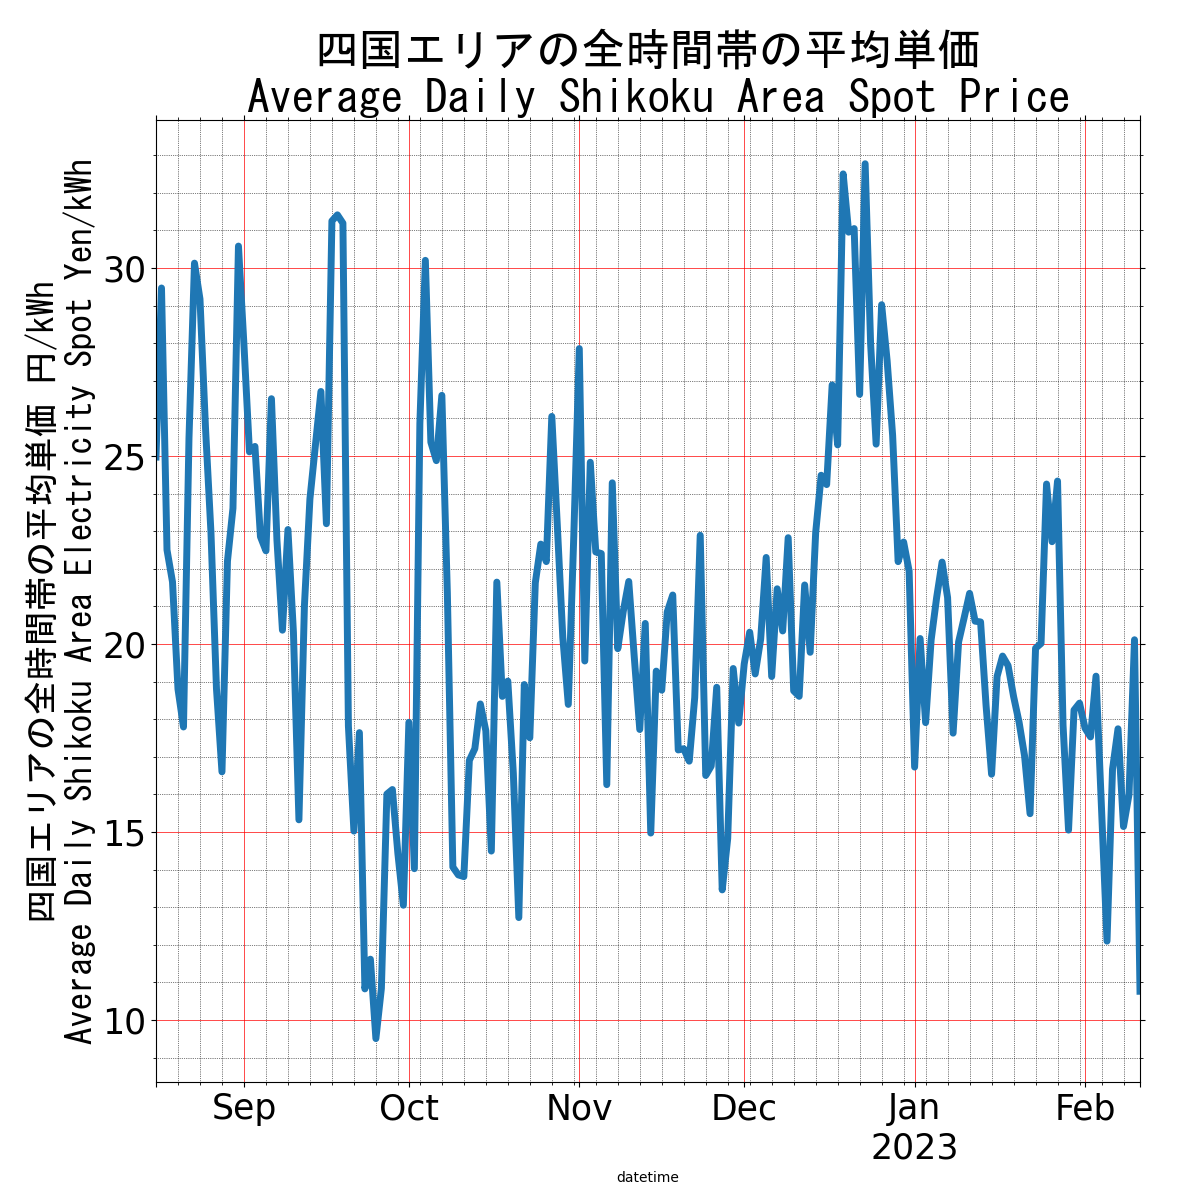 四国エリアの全時間帯の平均単価
Average Daily Shikoku Area Spot Price
四国エリアの全時間帯の平均単価 円/kWh
Average Daily Shikoku Area Electricity Spot Yen/kWh
30
25
20
15
10
Sep
Oct
Nov
Dec
Jan
2023
Feb
datetime